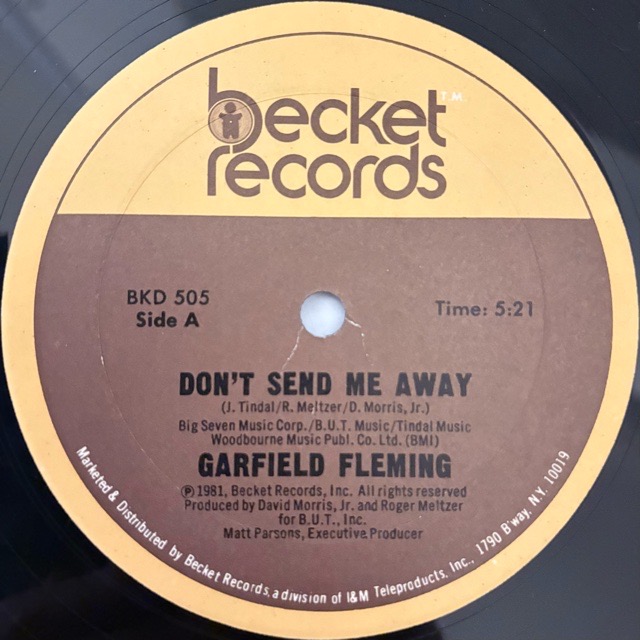 becket T.M.
records
BKD 505
Side A
Time: 5:21
DON'T SEND ME AWAY
(J. Tindal/R. Meltzer/D. Morris, Jr.)
Big Seven Music Corp./B.U.T. Music/Tindal Music
Woodbourne Music Publ. Co. Ltd. (BMI)
GARFIELD FLEMING
℗ 1981, Becket Records, Inc. All rights reserved
Produced by David Morris, Jr. and Roger Meltzer
for B.U.T., Inc.
Matt Parsons, Executive Producer
Marketed & Distributed by Becket Records, a division of I&M Teleproducts, Inc., 1790 B'way, N.Y. 10019